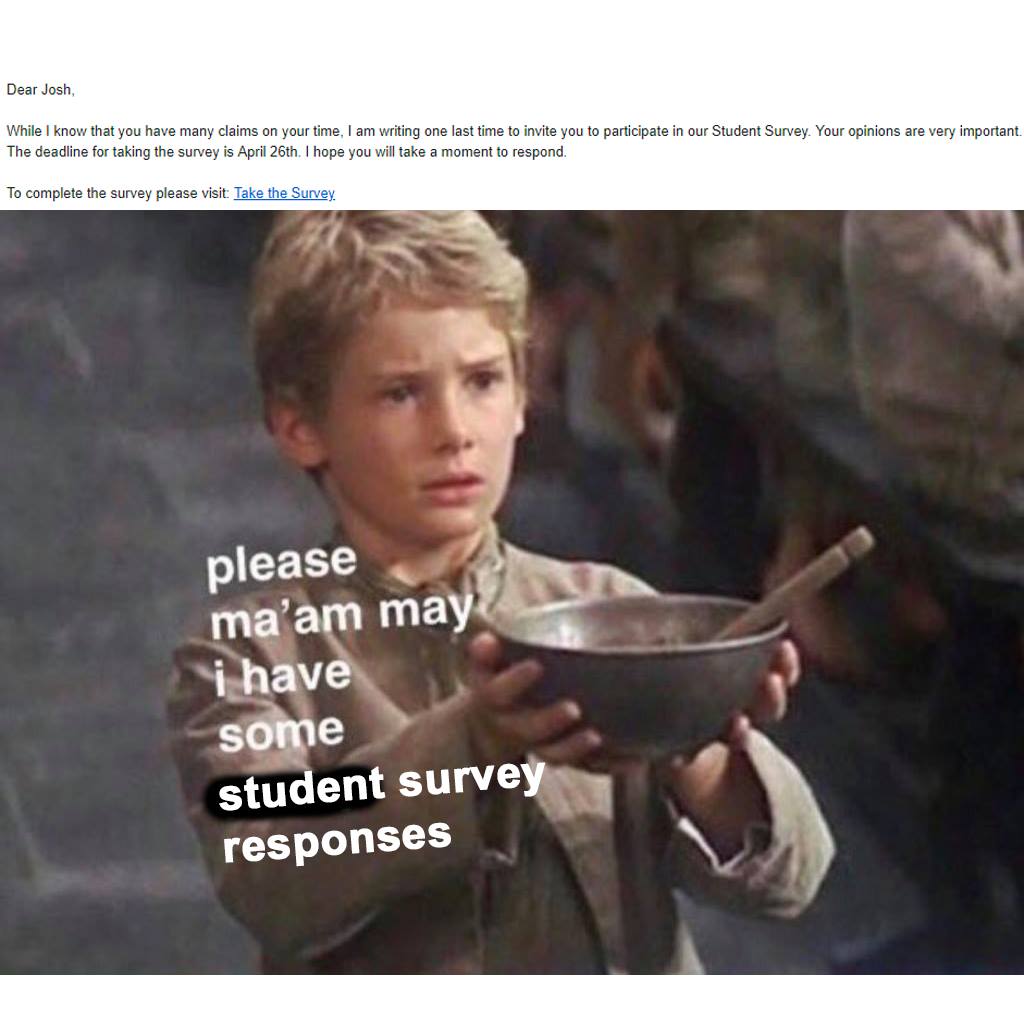 Dear Josh,
While I know that you have many claims on your time, I am writing one last time to invite you to participate in our Student Survey. Your opinions are very important.
The deadline for taking the survey is April 26th. I hope you will take a moment to respond.
To complete the survey please visit: Take the Survey
please
ma’am may
i have
some
student survey
responses